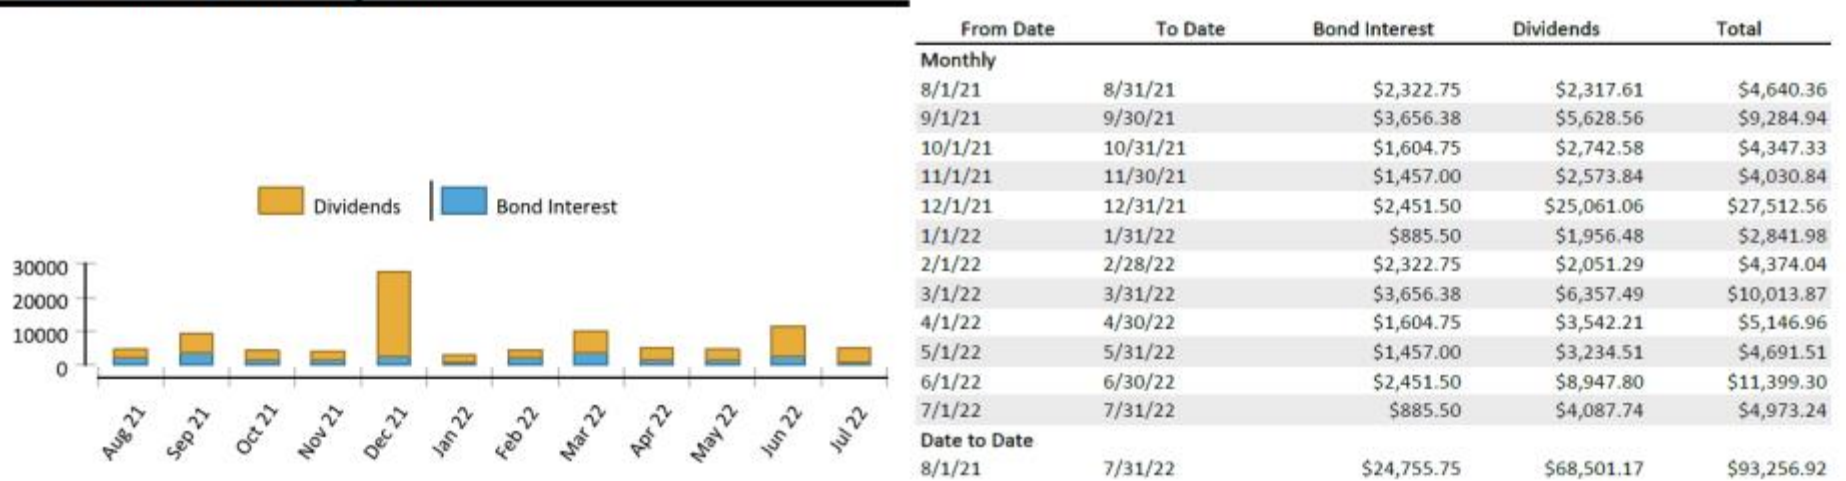 Dividends
Bond Interest
30000
20000
10000
0
Aug 21
Sep 21
Oct 21
Nov 21
Dec 21
Jan 22
Feb 22
Mar 22
Apr 22
May 22
Jun 22
Jul 22
From Date To Date Bond Interest Dividends Total
Monthly
8/1/21 8/31/21 $2,322.75 $2,317.61 $4,640.36
9/1/21 9/30/21 $3,656.38 $5,628.56 $9,284.94
10/1/21 10/31/21 $1,604.75 $2,742.58 $4,347.33
11/1/21 11/30/21 $1,457.00 $2,573.84 $4,030.84
12/1/21 12/31/21 $2,451.50 $25,061.06 $27,512.56
1/1/22 1/31/22 $885.50 $1,956.48 $2,841.98
2/1/22 2/28/22 $2,322.75 $2,051.29 $4,374.04
3/1/22 3/31/22 $3,656.38 $6,357.49 $10,013.87
4/1/22 4/30/22 $1,604.75 $3,542.21 $5,146.96
5/1/22 5/31/22 $1,457.00 $3,234.51 $4,691.51
6/1/22 6/30/22 $2,451.50 $8,947.80 $11,399.30
7/1/22 7/31/22 $885.50 $4,087.74 $4,973.24
Date to Date
8/1/21 7/31/22 $24,755.75 $68,501.17 $93,256.92